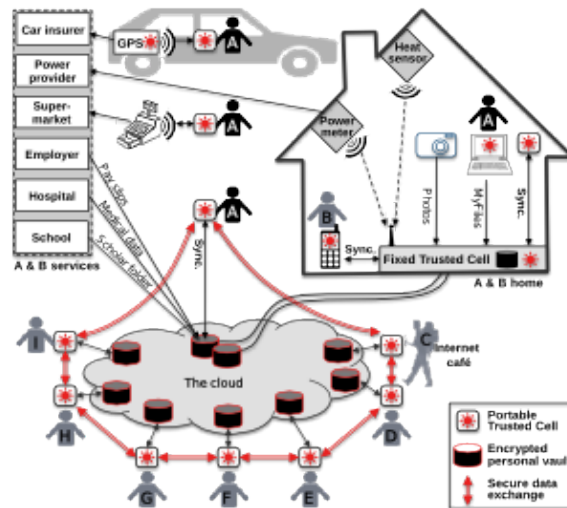 Car insurer
Power
provider
Super-
market
Employer
Hospital
School
A & B services
GPS
A
A
Pay slips
Medical data
Scholar folder
A
Sync.
Heat
sensor
Power
meter
A
B
Photos
MyFiles
Sync.
Sync.
Fixed Trusted Cell
A & B home
I
C
Internet
café
The cloud
H
D
G
F
E
Portable
Trusted Cell
Encrypted
personal vault
Secure data
exchange